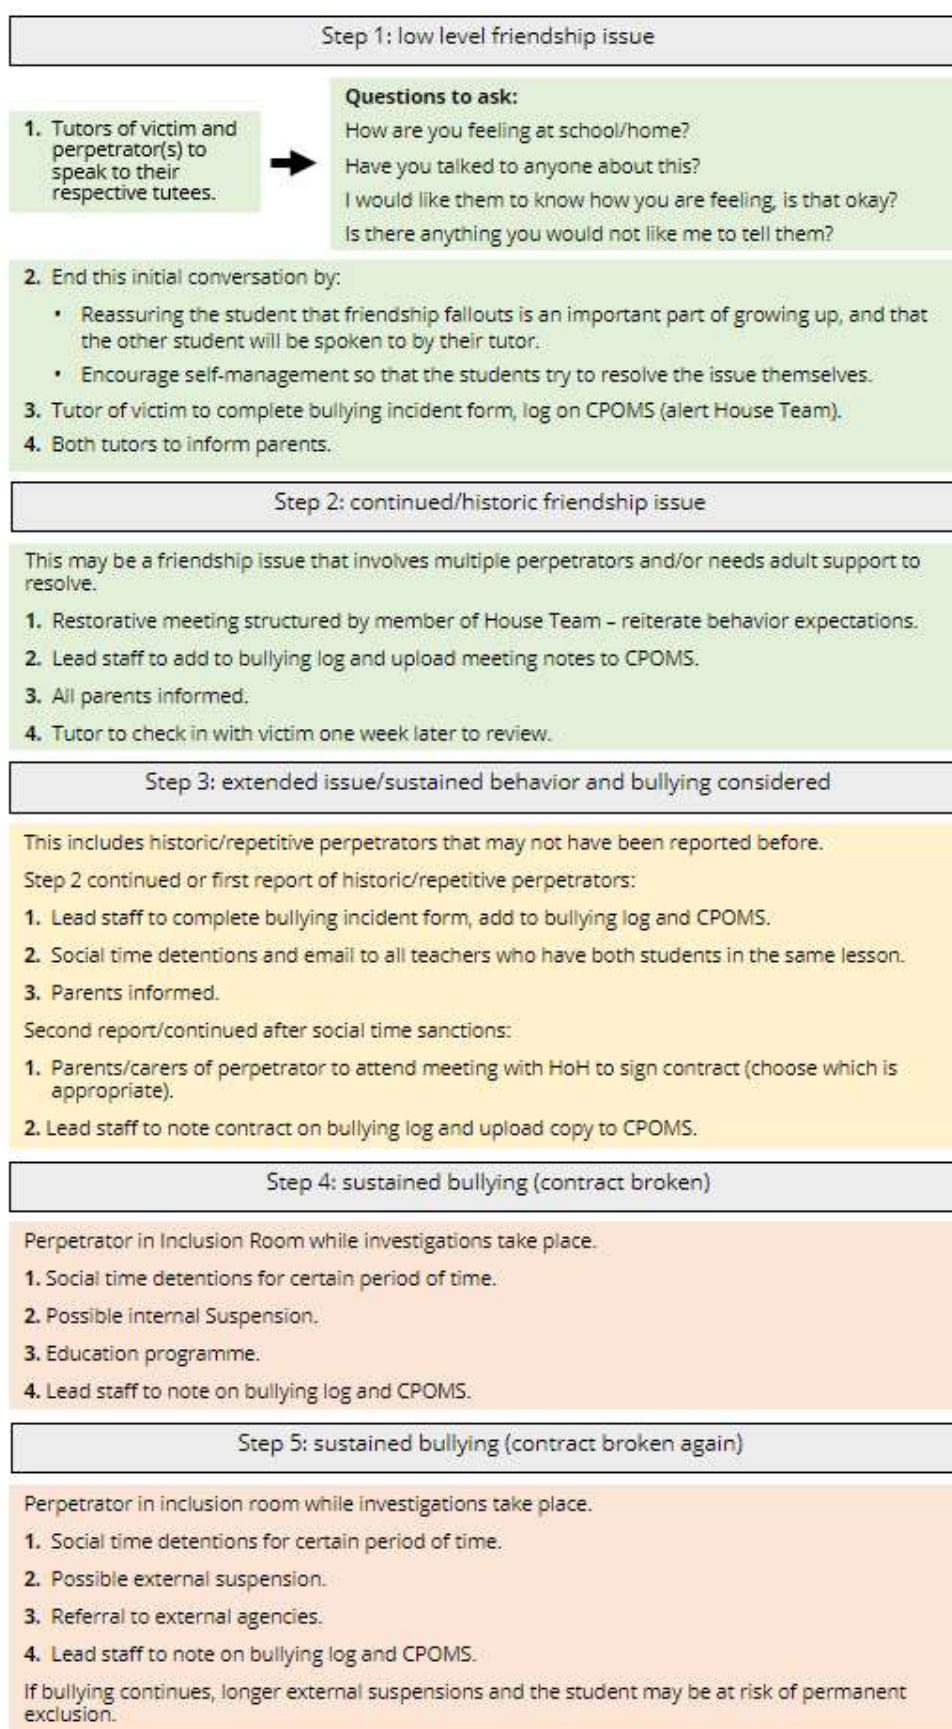 Step 1: low level friendship issue
1. Tutors of victim and
perpetrator(s) to
speak to their
respective tutees.
Questions to ask:
How are you feeling at school/home?
Have you talked to anyone about this?
I would like them to know how you are feeling, is that okay?
Is there anything you would not like me to tell them?
2. End this initial conversation by:
• Reassuring the student that friendship fallouts is an important part of growing up, and that
the other student will be spoken to by their tutor.
• Encourage self-management so that the students try to resolve the issue themselves.
3. Tutor of victim to complete bullying incident form, log on CPOMS (alert House Team).
4. Both tutors to inform parents.
Step 2: continued/historic friendship issue
This may be a friendship issue that involves multiple perpetrators and/or needs adult support to
resolve.
1. Restorative meeting structured by member of House Team – reiterate behavior expectations.
2. Lead staff to add to bullying log and upload meeting notes to CPOMS.
3. All parents informed.
4. Tutor to check in with victim one week later to review.
Step 3: extended issue/sustained behavior and bullying considered
This includes historic/repetitive perpetrators that may not have been reported before.
Step 2 continued or first report of historic/repetitive perpetrators:
1. Lead staff to complete bullying incident form, add to bullying log and CPOMS.
2. Social time detentions and email to all teachers who have both students in the same lesson.
3. Parents informed.
Second report/continued after social time sanctions:
1. Parents/carers of perpetrator to attend meeting with HoH to sign contract (choose which is
appropriate).
2. Lead staff to note contract on bullying log and upload copy to CPOMS.
Step 4: sustained bullying (contract broken)
Perpetrator in Inclusion Room while investigations take place.
1. Social time detentions for certain period of time.
2. Possible internal Suspension.
3. Education programme.
4. Lead staff to note on bullying log and CPOMS.
Step 5: sustained bullying (contract broken again)
Perpetrator in inclusion room while investigations take place.
1. Social time detentions for certain period of time.
2. Possible external suspension.
3. Referral to external agencies.
4. Lead staff to note on bullying log and CPOMS.
If bullying continues, longer external suspensions and the student may be at risk of permanent
exclusion.